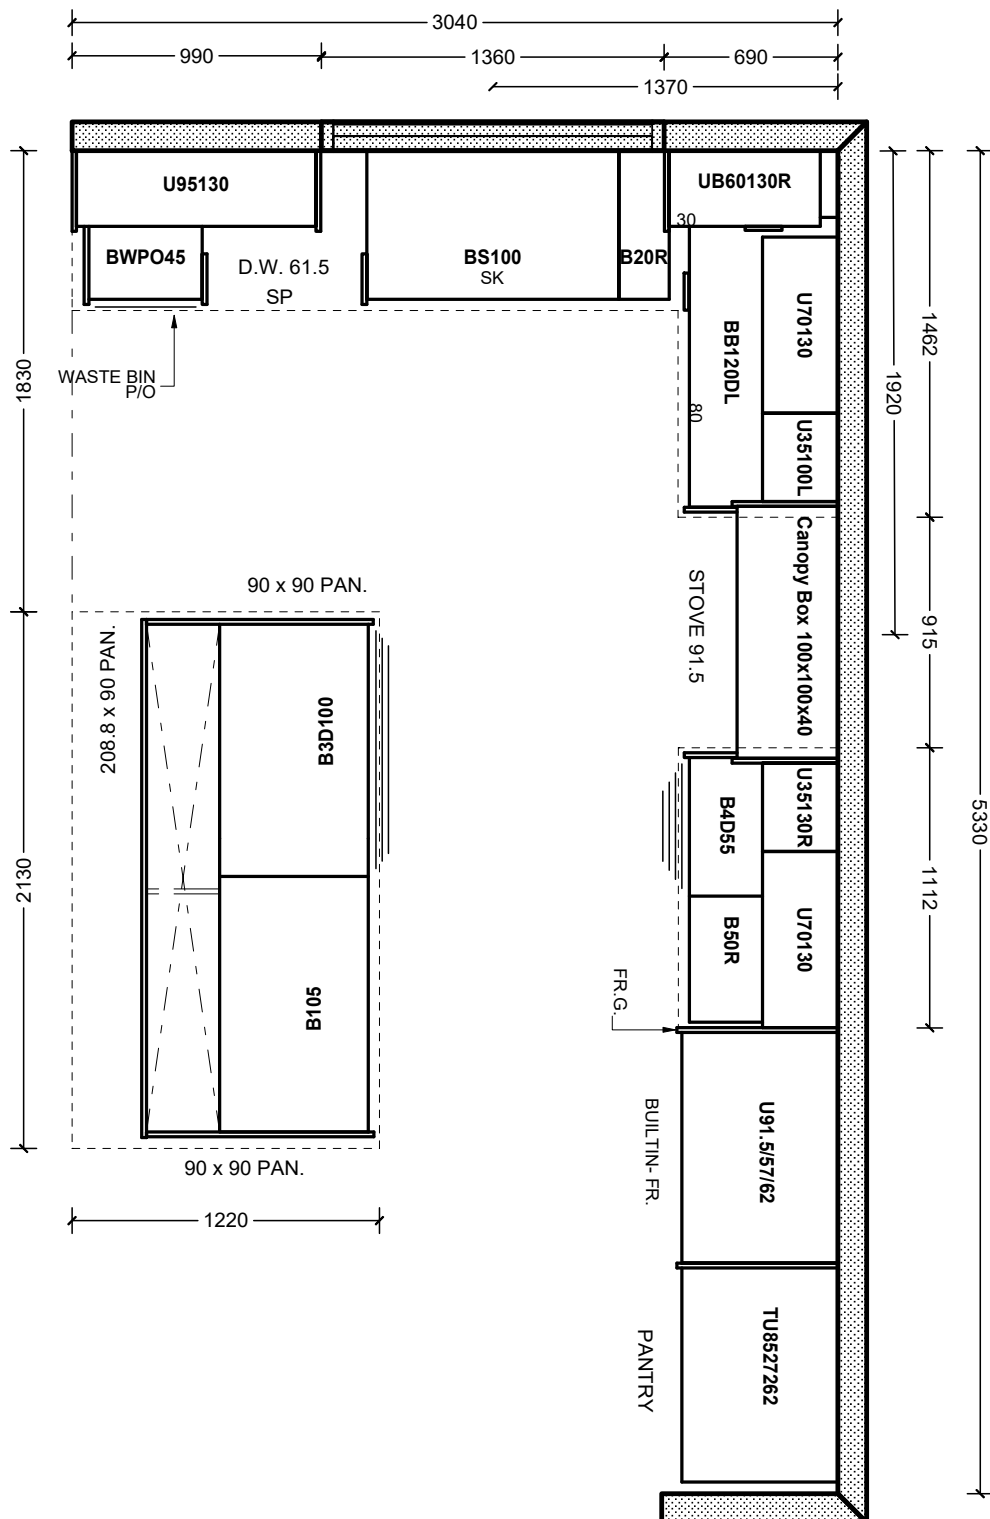 3040
990
1360
690
1370
U95130
UB60130R
BWPO45
D.W. 61.5
SP
BS100
SK
B20R
30
U70130
BB120DL
80
U35100L
WASTE BIN
P/O
1830
1462
1920
Canopy Box 100x100x40
STOVE 91.5
915
5330
90 x 90 PAN.
208.8 x 90 PAN.
B3D100
B105
2130
U35130R
B4D55
U70130
B50R
1112
FR.G.
U91.5/57/62
BUILTIN- FR.
90 x 90 PAN.
1220
TU8527262
PANTRY